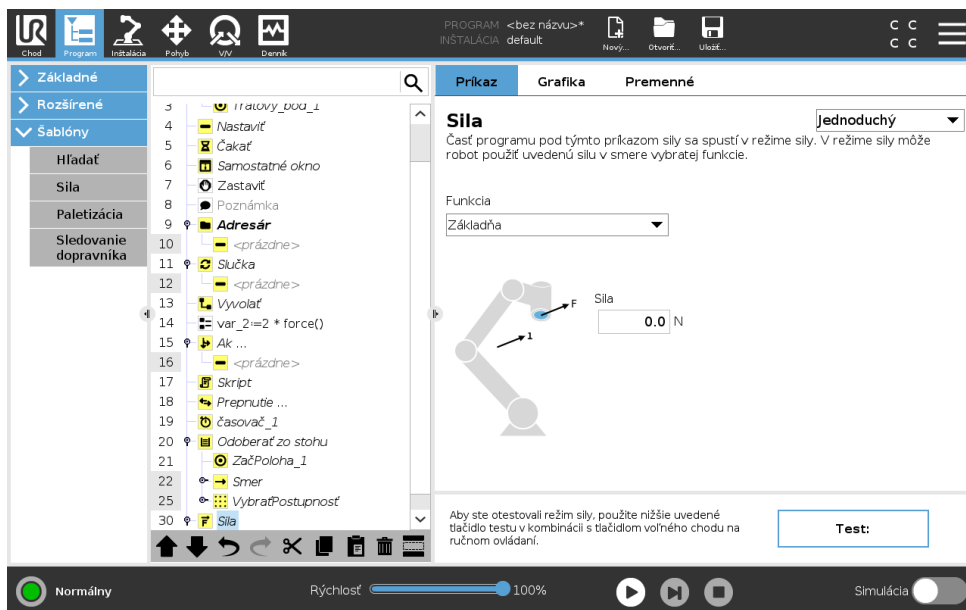 Chod
Program
Inštalácia
Pohyb
V/V
Denník
PROGRAM <bez názvu>*
INŠTALÁCIA default
Nový...
Otvoriť...
Uložiť...
C C
C C
Základné
Rozšírené
Šablóny
Hľadať
Sila
Paletizácia
Sledovanie
dopravníka
3 Traťový_bod_1
4 Nastaviť
5 Čakať
6 Samostatné okno
7 Zastaviť
8 Poznámka
9 Adresár
10 <prázdne>
11 Slučka
12 <prázdne>
13 Vyvolať
14 var_2:=2 * force()
15 Ak ...
16 <prázdne>
17 Skript
18 Prepnutie ...
19 časovač_1
20 Odoberať zo stohu
21 ZačPoloha_1
22 Smer
25 VybraťPostupnosť
30 Sila
Príkaz
Grafika
Premenné
Sila
Jednoduchý
Časť programu pod týmto príkazom sily sa spustí v režime sily. V režime sily môže
robot použiť uvedenú silu v smere vybratej funkcie.
Funkcia
Základňa
F
1
Sila
0.0 N
Aby ste otestovali režim sily, použite nižšie uvedené
tlačidlo testu v kombinácii s tlačidlom voľného chodu na
ručnom ovládaní.
Test:
Normálny
Rýchlosť
100%
Simulácia